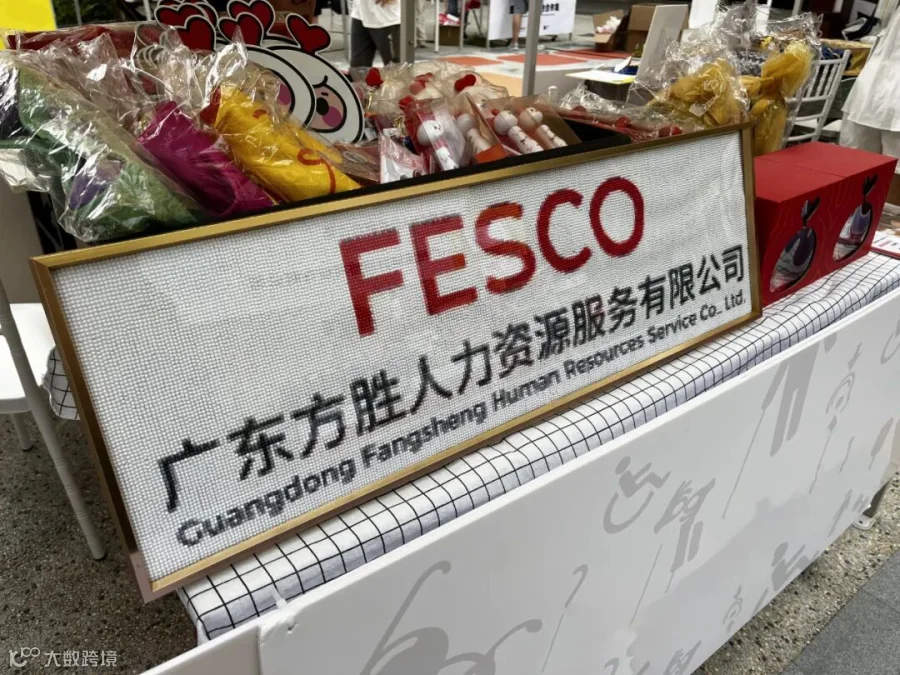 FESCO
广东方胜人力资源服务有限公司
Guangdong Fangsheng Human Resources Service Co., Ltd.
大数跨境